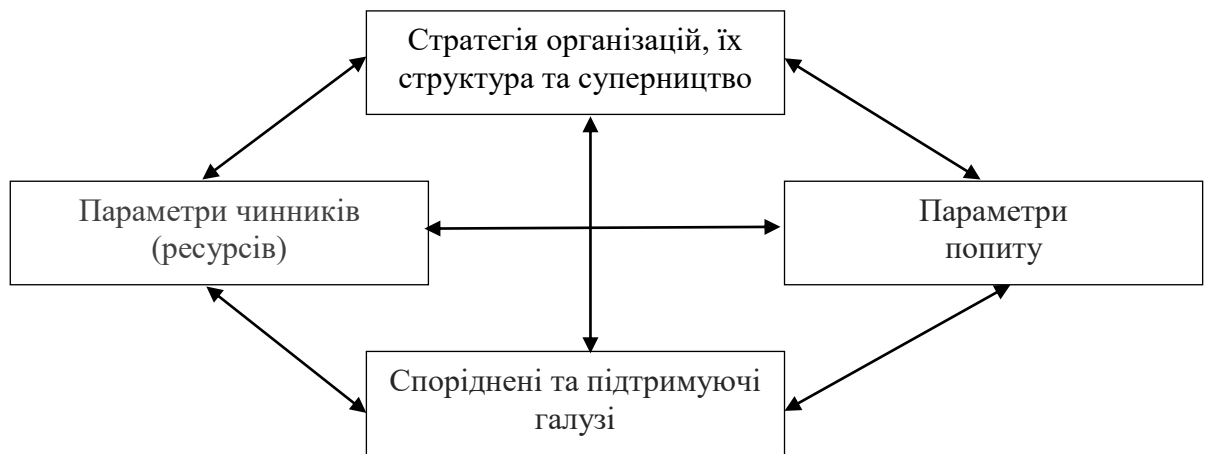 Стратегія організацій, їх
структура та суперництво
Параметри чинників
(ресурсів)
Параметри
попиту
Споріднені та підтримуючі
галузі